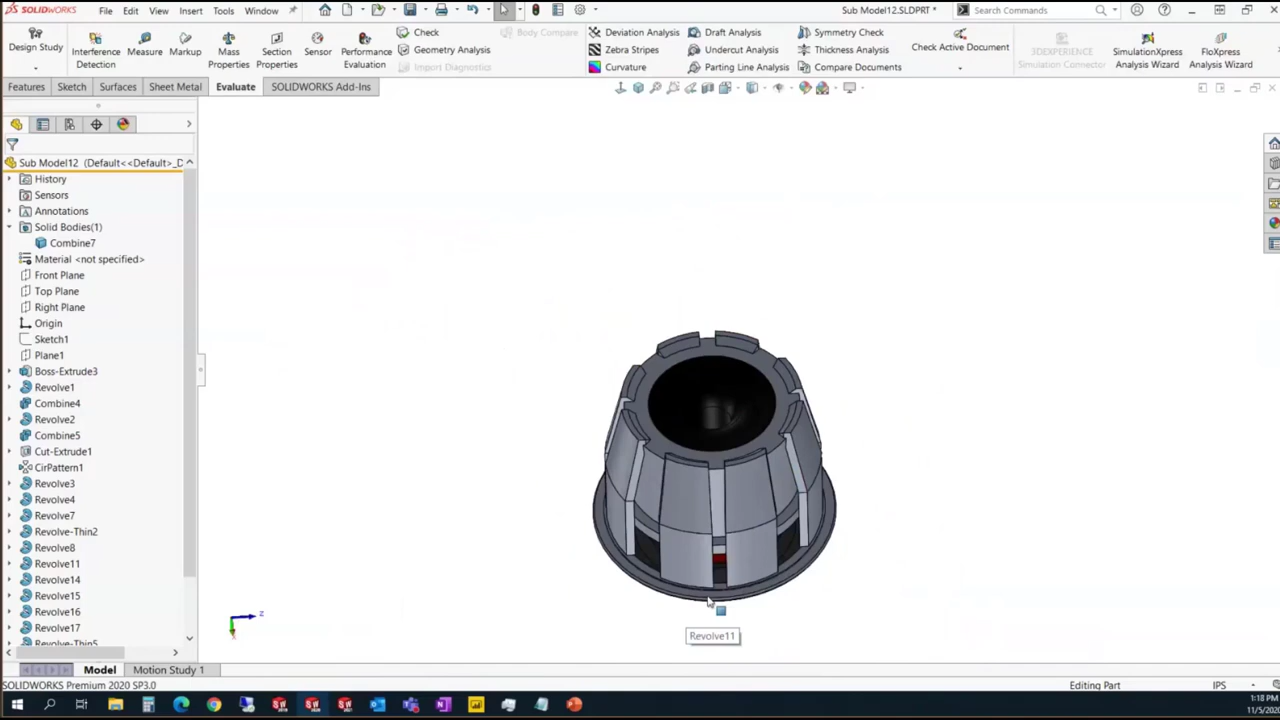 SOLIDWORKS File Edit View Insert Tools Window Sub Model12.SLDPRT * Search Commands
Design Study
Interference Detection
Measure
Markup
Mass Properties
Section Properties
Sensor
Performance Evaluation
Check
Geometry Analysis
Import Diagnostics
Body Compare
Deviation Analysis
Zebra Stripes
Curvature
Draft Analysis
Undercut Analysis
Parting Line Analysis
Symmetry Check
Thickness Analysis
Compare Documents
Check Active Document
3DEXPERIENCE Simulation Connector
SimulationXpress Analysis Wizard
FloXpress Analysis Wizard
Features Sketch Surfaces Sheet Metal Evaluate SOLIDWORKS Add-Ins
Sub Model12 (Default<<Default>_D
History
Sensors
Annotations
Solid Bodies(1)
Combine7
Material <not specified>
Front Plane
Top Plane
Right Plane
Origin
Sketch1
Plane1
Boss-Extrude3
Revolve1
Combine4
Revolve2
Combine5
Cut-Extrude1
CirPattern1
Revolve3
Revolve4
Revolve7
Revolve-Thin2
Revolve8
Revolve11
Revolve14
Revolve15
Revolve16
Revolve17
Revolve-Thin5
Z
Revolve11
Model Motion Study 1
SOLIDWORKS Premium 2020 SP3.0 Editing Part IPS
1:18 PM
11/5/2020